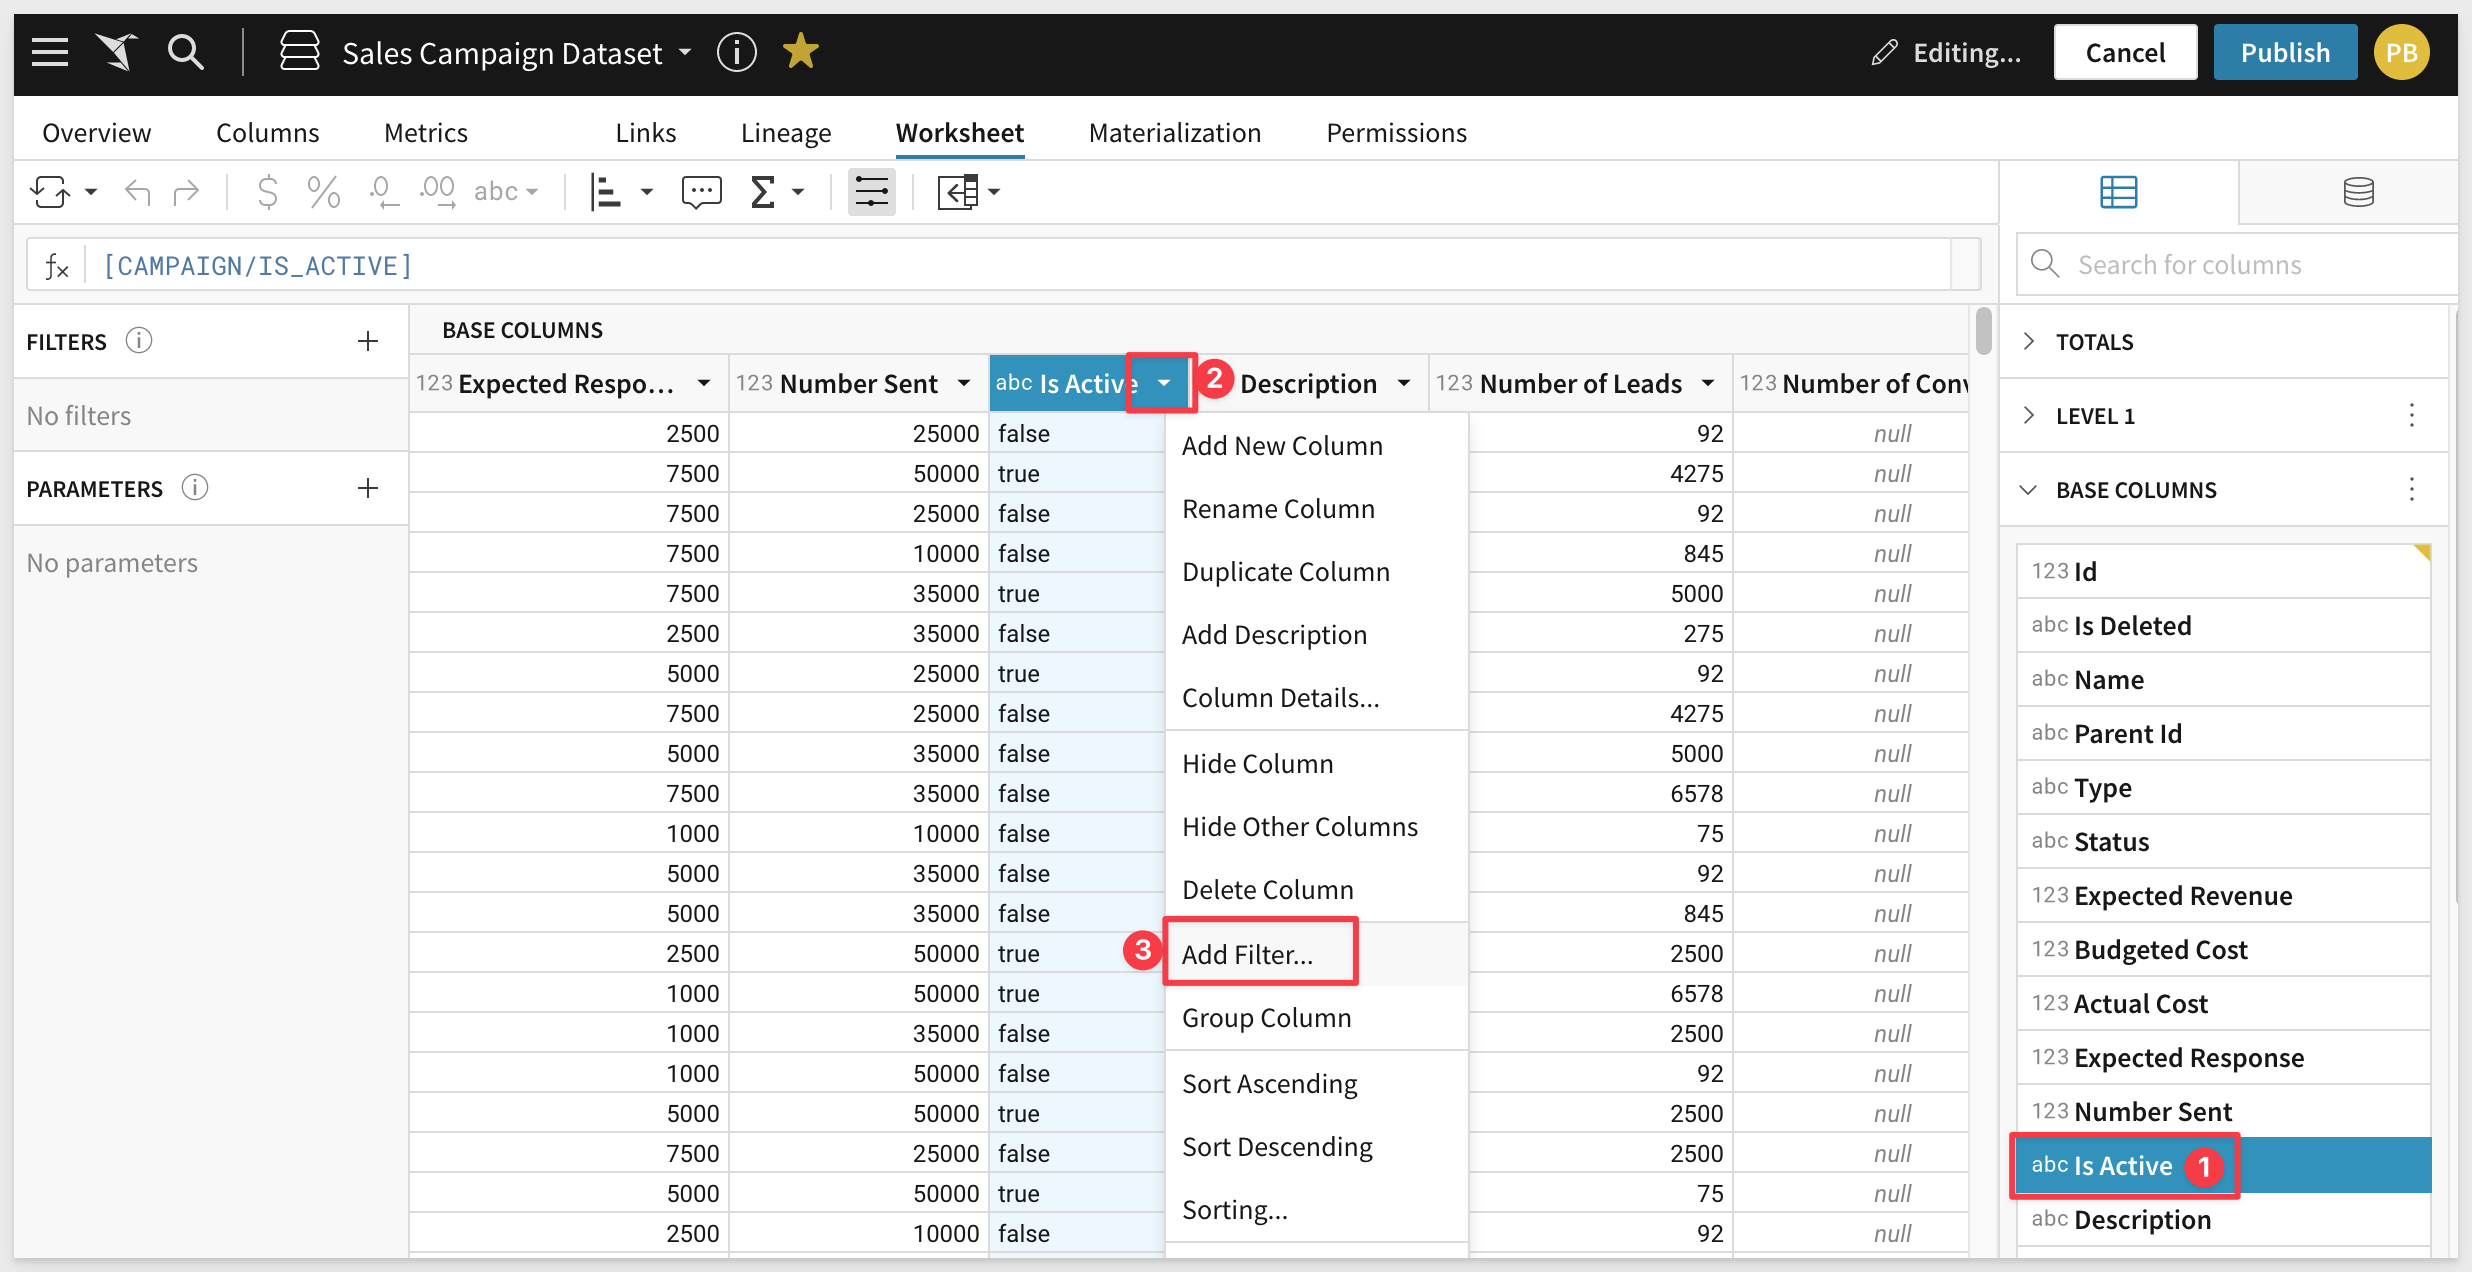 Sales Campaign Dataset
Editing...
Cancel
Publish
PB
Overview
Columns
Metrics
Links
Lineage
Worksheet
Materialization
Permissions
$ % .0 .00 abc
fx [CAMPAIGN/IS_ACTIVE]
Search for columns
FILTERS
No filters
PARAMETERS
No parameters
BASE COLUMNS
123 Expected Respo... 123 Number Sent abc Is Active 2 Description 123 Number of Leads 123 Number of Conv
2500 25000 false 92 null
7500 50000 true 4275 null
7500 25000 false 92 null
7500 10000 false 845 null
7500 35000 true 5000 null
2500 35000 false 275 null
5000 25000 true 92 null
7500 25000 false 4275 null
5000 35000 false 5000 null
7500 35000 false 6578 null
1000 10000 false 75 null
5000 35000 false 92 null
5000 35000 false 845 null
2500 50000 true 2500 null
1000 50000 true 6578 null
1000 35000 false 2500 null
1000 50000 false 92 null
5000 50000 true 2500 null
7500 25000 false 2500 null
5000 50000 true 75 null
2500 10000 false 92 null
Add New Column
Rename Column
Duplicate Column
Add Description
Column Details...
Hide Column
Hide Other Columns
Delete Column
3 Add Filter...
Group Column
Sort Ascending
Sort Descending
Sorting...
TOTALS
LEVEL 1
BASE COLUMNS
123 Id
abc Is Deleted
abc Name
abc Parent Id
abc Type
abc Status
123 Expected Revenue
123 Budgeted Cost
123 Actual Cost
123 Expected Response
123 Number Sent
abc Is Active 1
abc Description